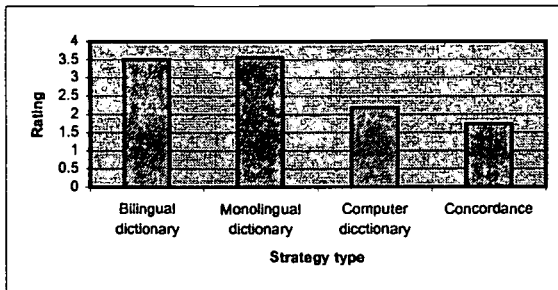 4
3.5
3
2.5
2
1.5
1
0.5
0
Rating
Bilingual dictionary
Monolingual dictionary
Computer dicctionary
Concordance
Strategy type